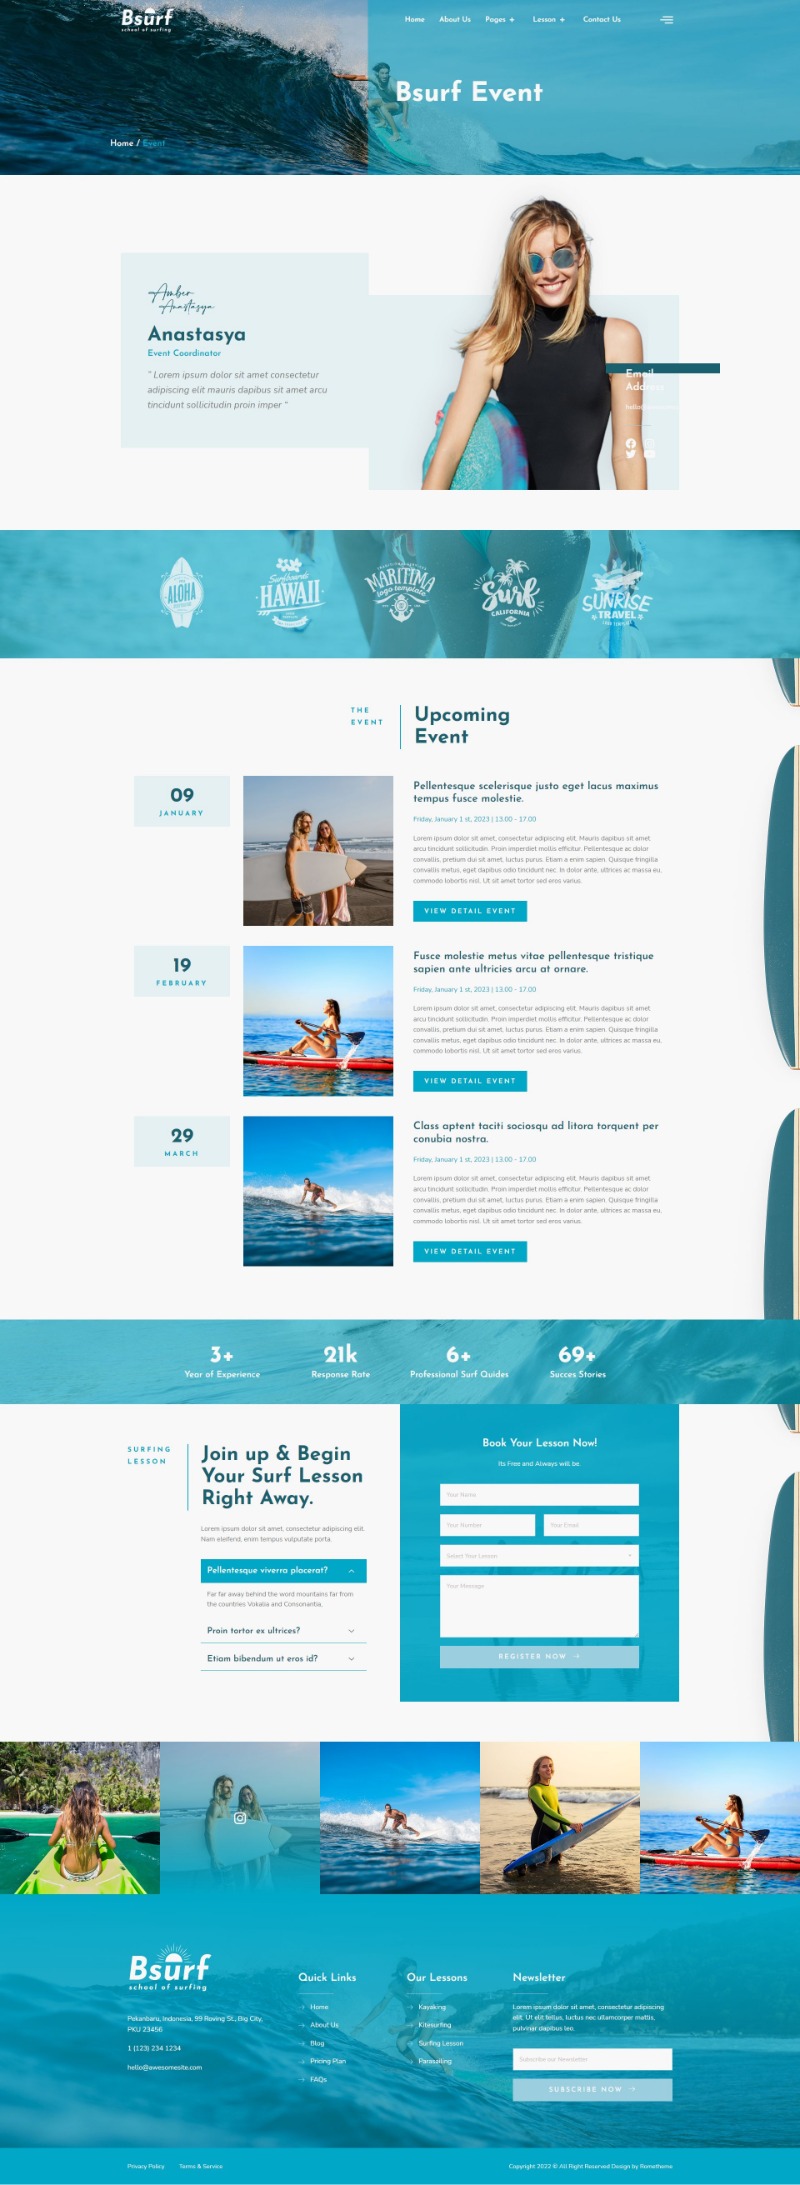 Bsurf
school of surfing
Home About Us Pages + Lesson + Contact Us
Bsurf Event
Home / Event
Amber
Anastasya
Anastasya
Event Coordinator
" Lorem ipsum dolor sit amet consectetur
adipiscing elit mauris dapibus sit amet arcu
tincidunt sollicitudin proin imper "
Email
Address
ALOHA
Surfboards
HAWAII
MARITIMA
logo template
Surf
CALIFORNIA
SUNRISE
TRAVEL
THE
EVENT
Upcoming
Event
09
JANUARY
Pellentesque scelerisque justo eget lacus maximus
tempus fusce molestie.
Friday, January 1 st, 2023 | 13.00 - 17.00
Lorem ipsum dolor sit amet, consectetur adipiscing elit. Mauris dapibus sit amet
arcu tincidunt sollicitudin. Proin imperdiet mollis efficitur. Pellentesque ac dolor
convallis, pretium dui sit amet, luctus purus. Etiam a enim sapien. Quisque fringilla
convallis metus, eget dapibus odio tincidunt nec. In dolor ante, ultrices ac massa eu,
commodo lobortis nisl. Ut sit amet tortor sed eros varius.
VIEW DETAIL EVENT
19
FEBRUARY
Fusce molestie metus vitae pellentesque tristique
sapien ante ultricies arcu at ornare.
Friday, January 1 st, 2023 | 13.00 - 17.00
Lorem ipsum dolor sit amet, consectetur adipiscing elit. Mauris dapibus sit amet
arcu tincidunt sollicitudin. Proin imperdiet mollis efficitur. Pellentesque ac dolor
convallis, pretium dui sit amet, luctus purus. Etiam a enim sapien. Quisque fringilla
convallis metus, eget dapibus odio tincidunt nec. In dolor ante, ultrices ac massa eu,
commodo lobortis nisl. Ut sit amet tortor sed eros varius.
VIEW DETAIL EVENT
29
MARCH
Class aptent taciti sociosqu ad litora torquent per
conubia nostra.
Friday, January 1 st, 2023 | 13.00 - 17.00
Lorem ipsum dolor sit amet, consectetur adipiscing elit. Mauris dapibus sit amet
arcu tincidunt sollicitudin. Proin imperdiet mollis efficitur. Pellentesque ac dolor
convallis, pretium dui sit amet, luctus purus. Etiam a enim sapien. Quisque fringilla
convallis metus, eget dapibus odio tincidunt nec. In dolor ante, ultrices ac massa eu,
commodo lobortis nisl. Ut sit amet tortor sed eros varius.
VIEW DETAIL EVENT
3+ 21k 6+ 69+
Year of Experience Response Rate Professional Surf Quides Succes Stories
SURFING
LESSON
Join up & Begin
Your Surf Lesson
Right Away.
Lorem ipsum dolor sit amet, consectetur adipiscing elit.
Nam eleifend, enim tempus vulputate porta.
Pellentesque viverra placerat?
Far far away behind the word mountains far from
the countries Vokalia and Consonantia,
Proin tortor ex ultrices?
Etiam bibendum ut eros id?
Book Your Lesson Now!
Its Free and Always will be.
Your Name
Your Number Your Email
Select Your Lesson
Your Message
REGISTER NOW →
Bsurf
school of surfing
Pekanbaru, Indonesia, 99 Roving St., Big City,
PKU 23456
1 (123) 234 1234
hello@awesomesite.com
Quick Links
Home
About Us
Blog
Pricing Plan
FAQs
Our Lessons
Kayaking
Kitesurfing
Surfing Lesson
Parasailing
Newsletter
Lorem ipsum dolor sit amet, consectetur adipiscing
elit. Ut elit tellus, luctus nec ullamcorper mattis,
pulvinar dapibus leo.
Subscribe our Newsletter
SUBSCRIBE NOW →
Privacy Policy Terms & Service
Copyright 2022 © All Right Reserved Design by Rometheme